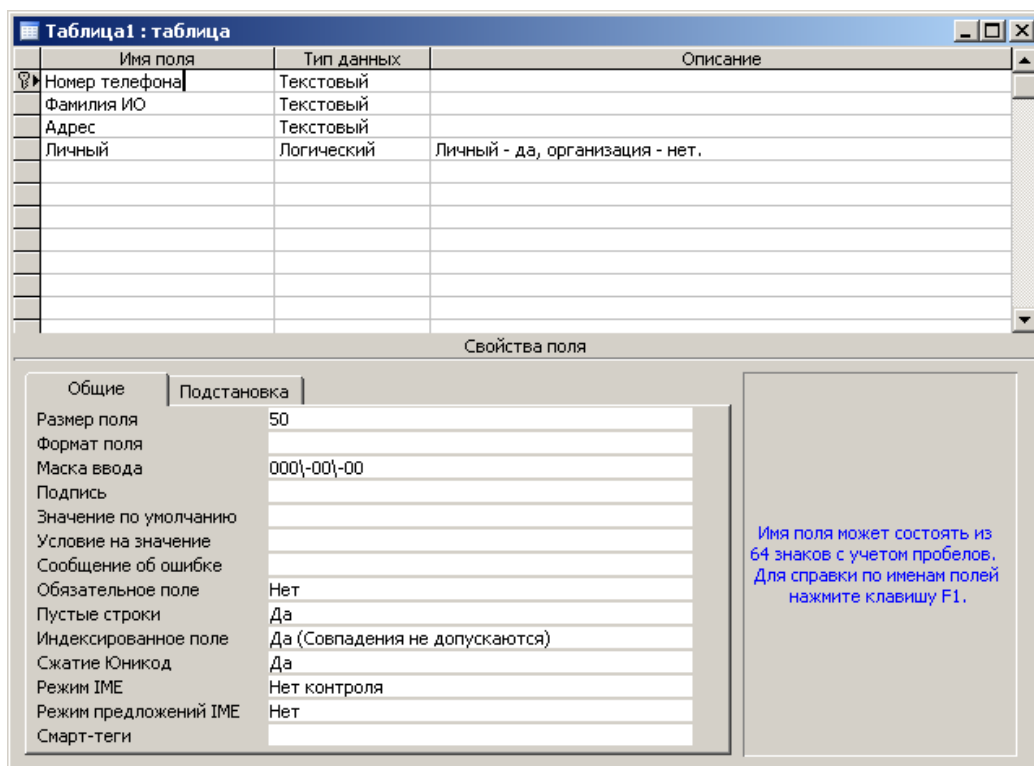 Таблица1 : таблица
Имя поля Тип данных Описание
Номер телефона Текстовый
Фамилия ИО Текстовый
Адрес Текстовый
Личный Логический Личный - да, организация - нет.
Свойства поля
Общие Подстановка
Размер поля 50
Формат поля
Маска ввода 000\-00\-00
Подпись
Значение по умолчанию
Условие на значение
Сообщение об ошибке
Обязательное поле Нет
Пустые строки Да
Индексированное поле Да (Совпадения не допускаются)
Сжатие Юникод Да
Режим IME Нет контроля
Режим предложений IME Нет
Смарт-теги
Имя поля может состоять из
64 знаков с учетом пробелов.
Для справки по именам полей
нажмите клавишу F1.